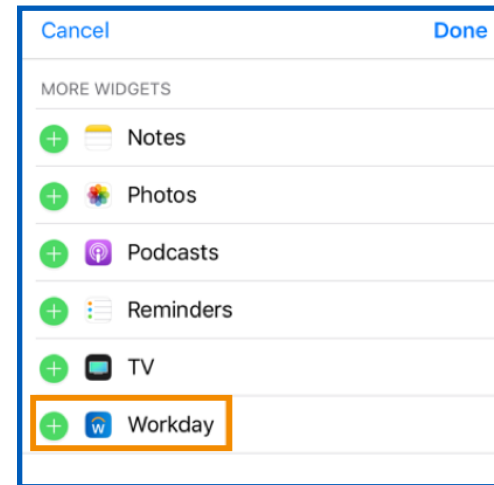 Cancel Done
MORE WIDGETS
Notes
Photos
Podcasts
Reminders
TV
Workday